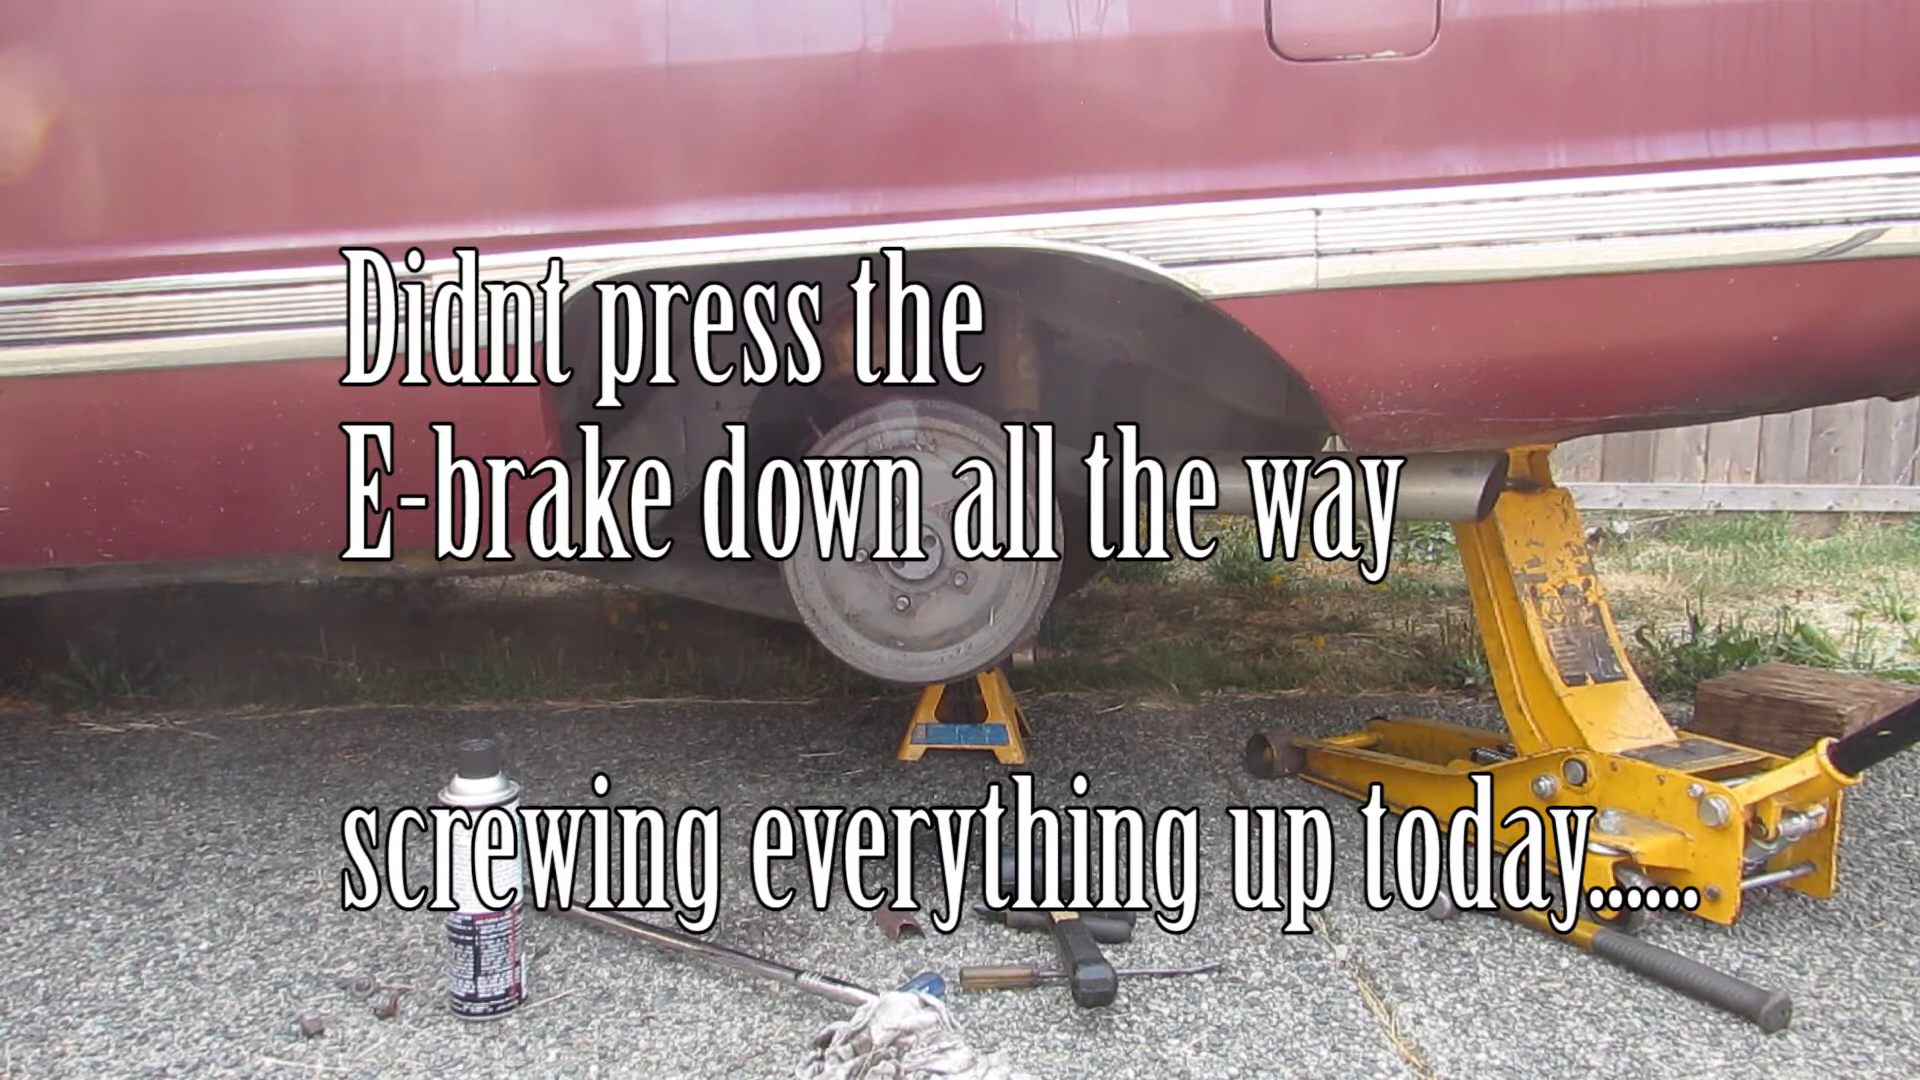 Didnt press the
E-brake down all the way
screwing everything up today......